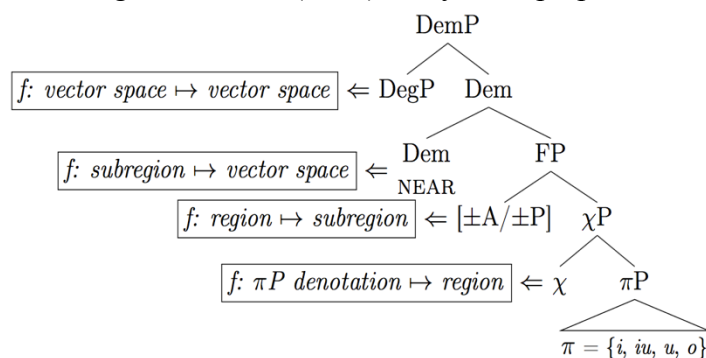 DemP
f: vector space ↦ vector space ⇐ DegP Dem
f: subregion ↦ vector space ⇐ Dem FP
NEAR
f: region ↦ subregion ⇐ [±A/±P] χP
f: πP denotation ↦ region ⇐ χ πP
π = {i, iu, u, o}